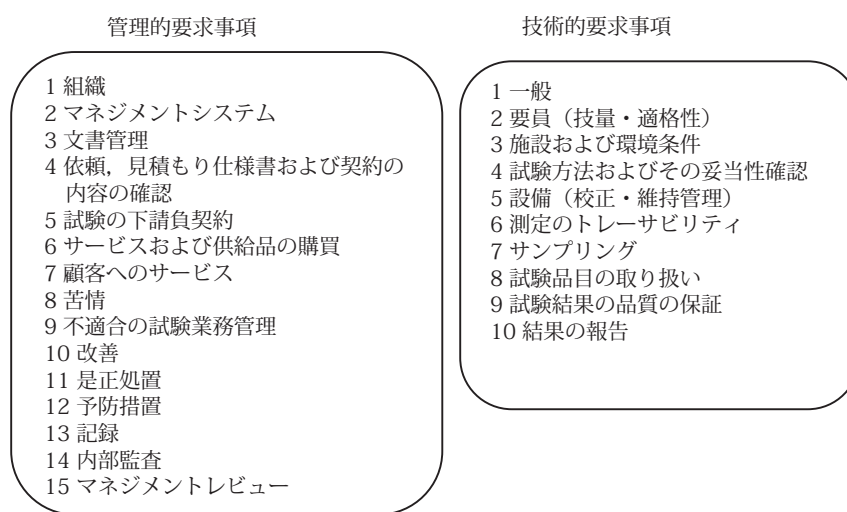 管理的要求事項
1 組織
2 マネジメントシステム
3 文書管理
4 依頼，見積もり仕様書および契約の
内容の確認
5 試験の下請負契約
6 サービスおよび供給品の購買
7 顧客へのサービス
8 苦情
9 不適合の試験業務管理
10 改善
11 是正処置
12 予防措置
13 記録
14 内部監査
15 マネジメントレビュー
技術的要求事項
1 一般
2 要員（技量・適格性）
3 施設および環境条件
4 試験方法およびその妥当性確認
5 設備（校正・維持管理）
6 測定のトレーサビリティ
7 サンプリング
8 試験品目の取り扱い
9 試験結果の品質の保証
10 結果の報告